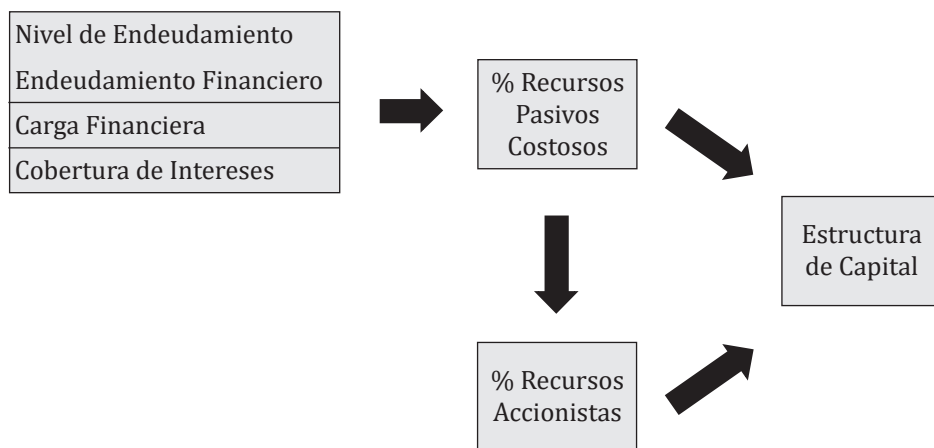 Nivel de Endeudamiento
Endeudamiento Financiero
Carga Financiera
Cobertura de Intereses
% Recursos
Pasivos
Costosos
Estructura
de Capital
% Recursos
Accionistas